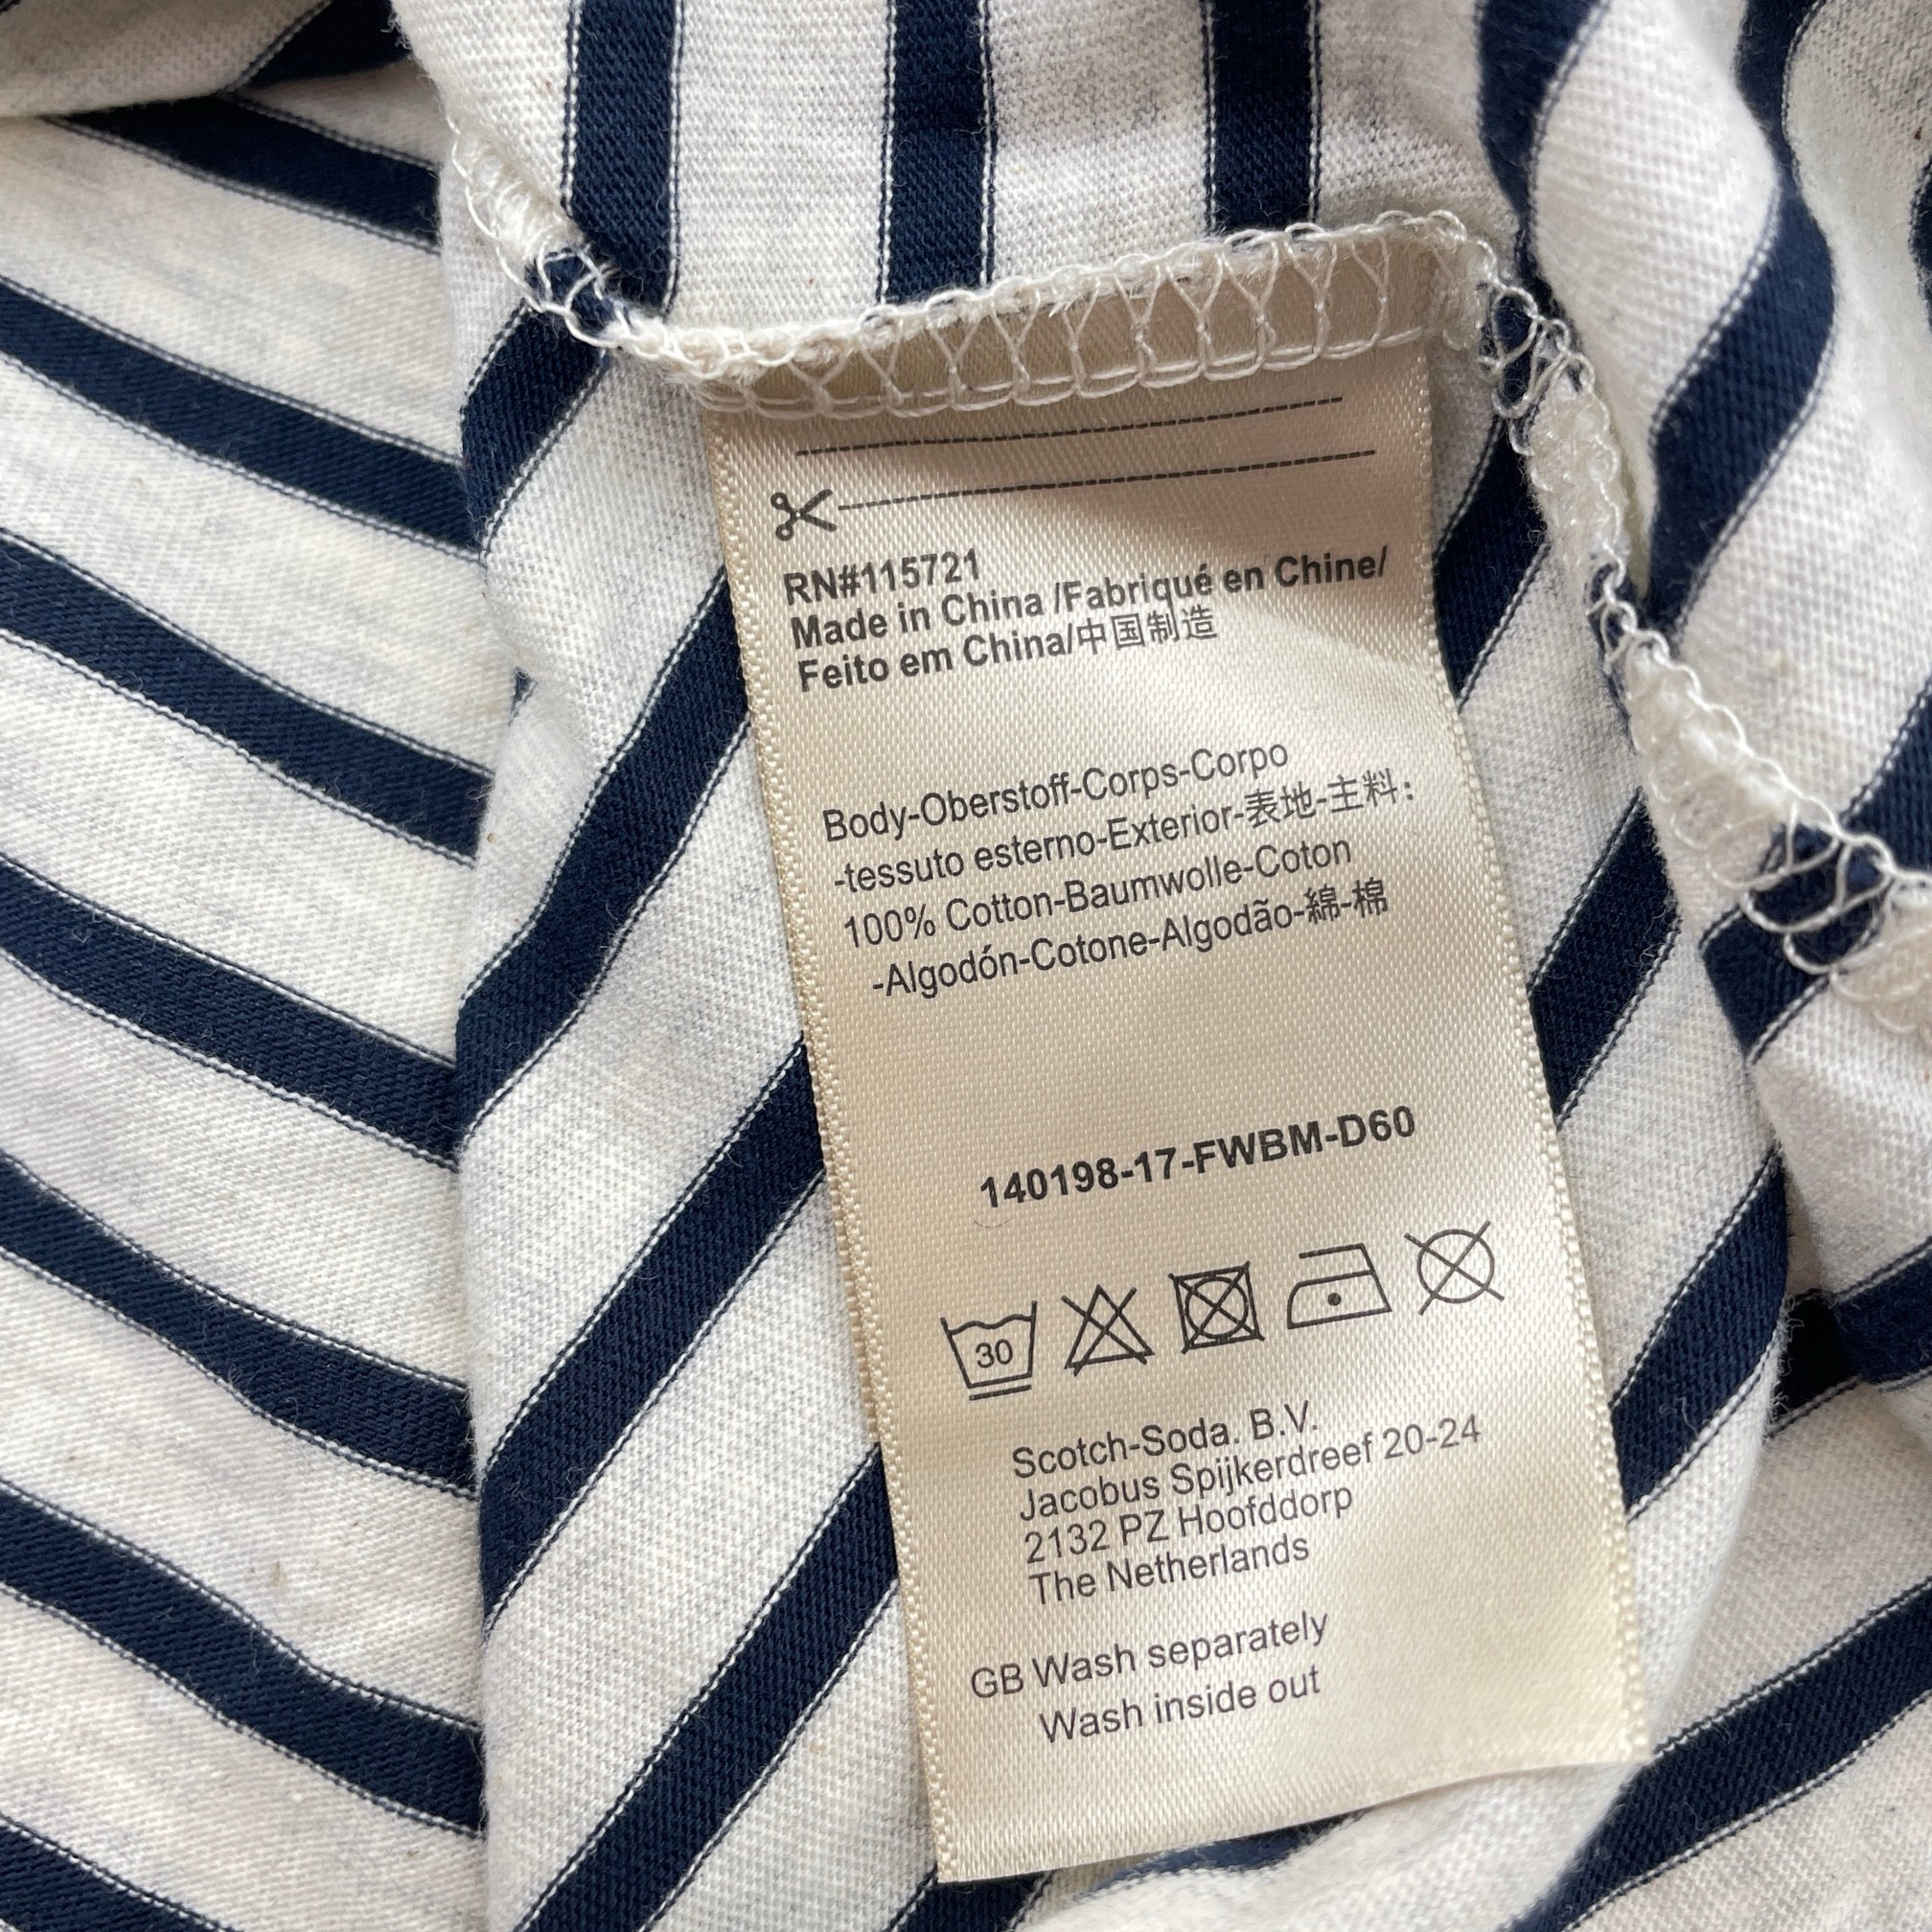 RN#115721
Made in China /Fabriqué en Chine/
Feito em China/中国制造
Body-Oberstoff-Corps-Corpo
-tessuto esterno-Exterior-表地-主料:
100% Cotton-Baumwolle-Coton
-Algodón-Cotone-Algodão-綿-棉
140198-17-FWBM-D60
30
Scotch-Soda. B.V.
Jacobus Spijkerdreef 20-24
2132 PZ Hoofddorp
The Netherlands
GB Wash separately
Wash inside out